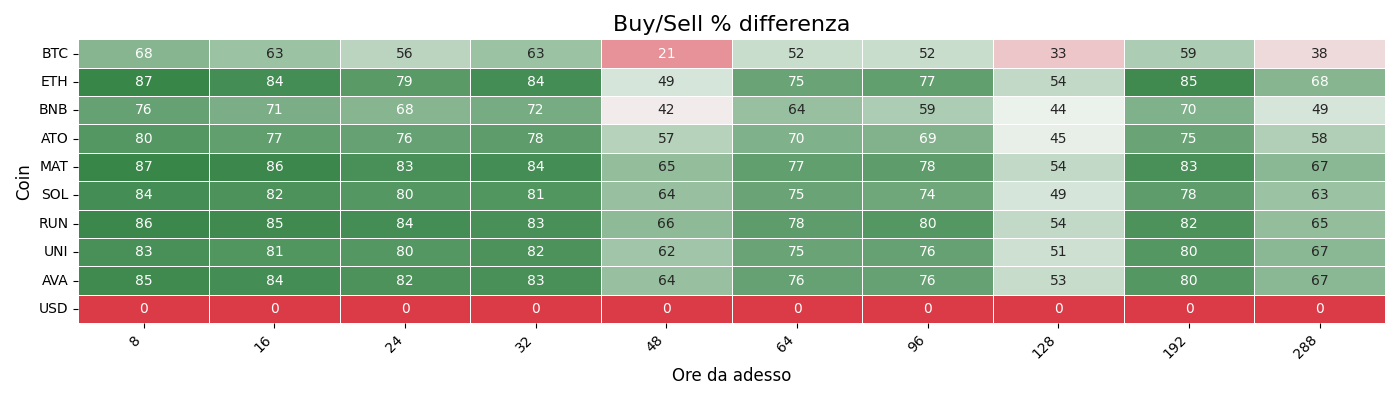 Buy/Sell % differenza
Coin
BTC 68 63 56 63 21 52 52 33 59 38
ETH 87 84 79 84 49 75 77 54 85 68
BNB 76 71 68 72 42 64 59 44 70 49
ATO 80 77 76 78 57 70 69 45 75 58
MAT 87 86 83 84 65 77 78 54 83 67
SOL 84 82 80 81 64 75 74 49 78 63
RUN 86 85 84 83 66 78 80 54 82 65
UNI 83 81 80 82 62 75 76 51 80 67
AVA 85 84 82 83 64 76 76 53 80 67
USD 0 0 0 0 0 0 0 0 0 0
8 16 24 32 48 64 96 128 192 288
Ore da adesso